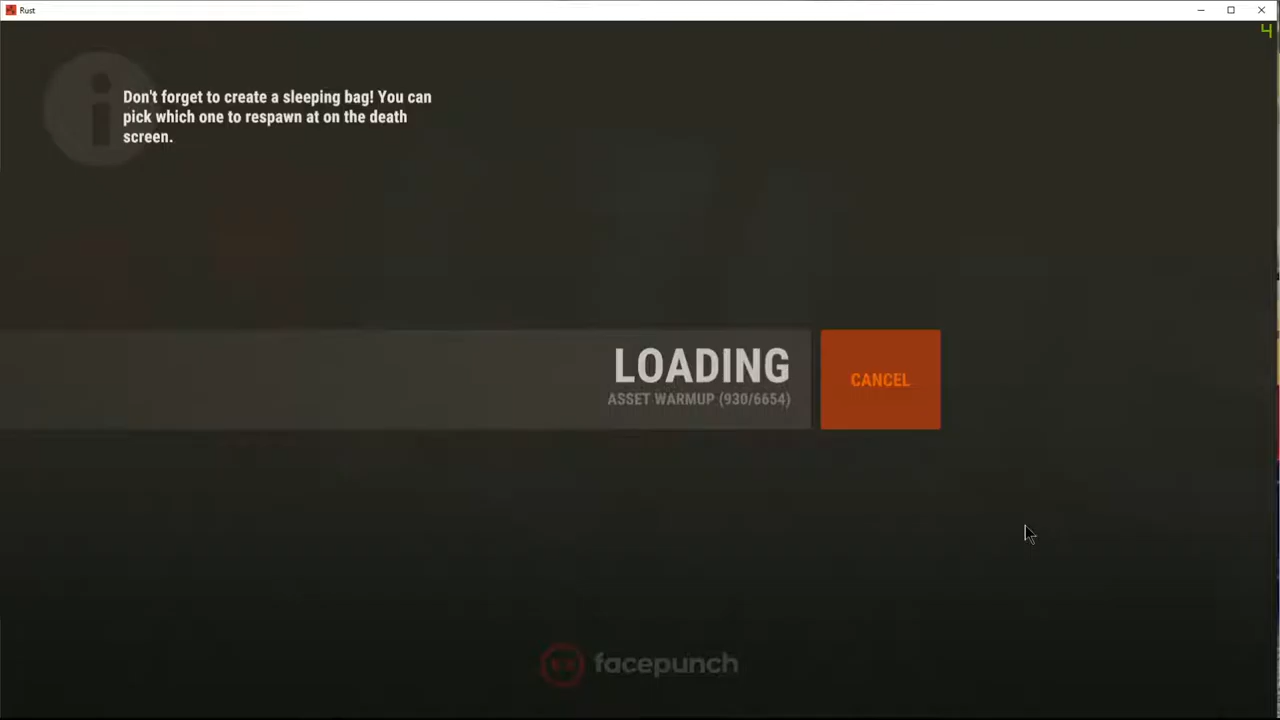 Rust
4
Don't forget to create a sleeping bag! You can
pick which one to respawn at on the death
screen.
LOADING
ASSET WARMUP (930/6654)
CANCEL
facepunch